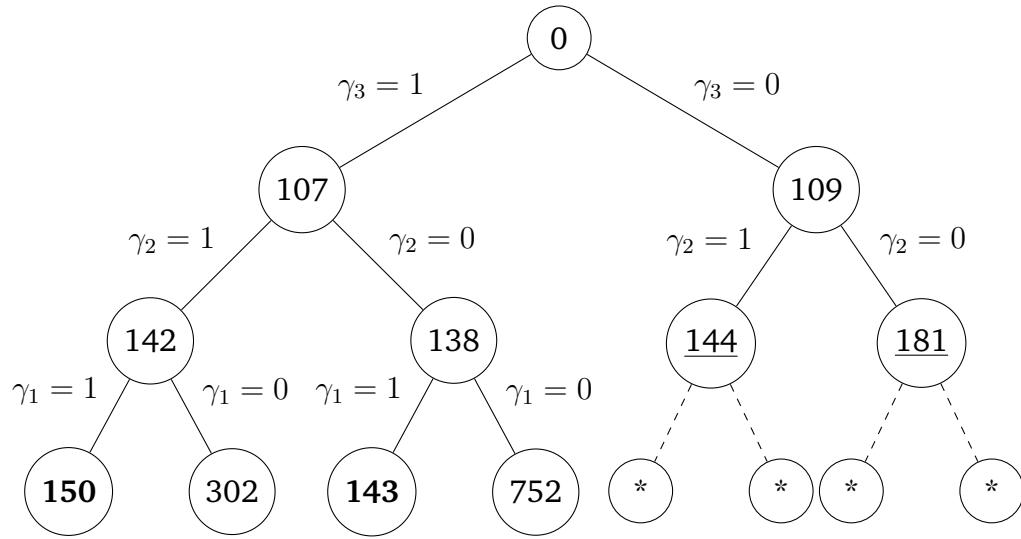 0
γ₃ = 1 γ₃ = 0
107 109
γ₂ = 1 γ₂ = 0 γ₂ = 1 γ₂ = 0
142 138 144 181
γ₁ = 1 γ₁ = 0 γ₁ = 1 γ₁ = 0
150 302 143 752 * * * *